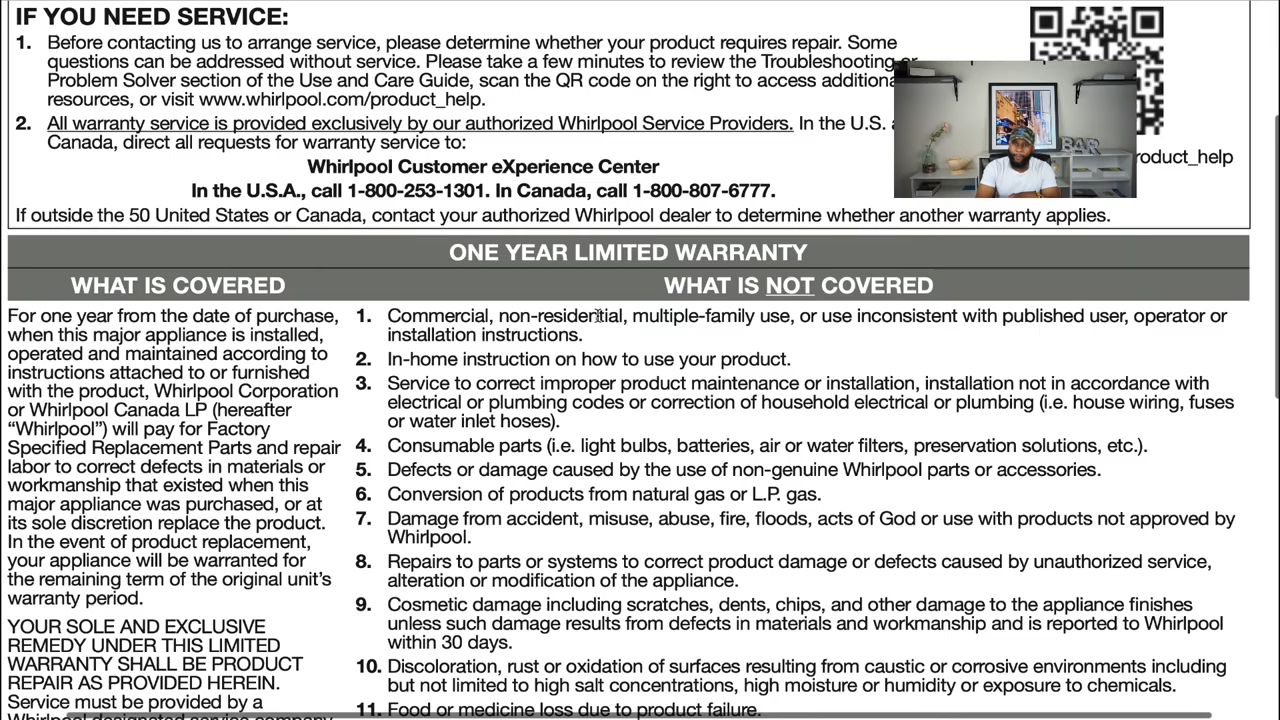 IF YOU NEED SERVICE:
1. Before contacting us to arrange service, please determine whether your product requires repair. Some
questions can be addressed without service. Please take a few minutes to review the Troubleshooting or
Problem Solver section of the Use and Care Guide, scan the QR code on the right to access additiona
resources, or visit www.whirlpool.com/product_help.
2. All warranty service is provided exclusively by our authorized Whirlpool Service Providers. In the U.S.
Canada, direct all requests for warranty service to:
Whirlpool Customer eXperience Center
In the U.S.A., call 1-800-253-1301. In Canada, call 1-800-807-6777.
If outside the 50 United States or Canada, contact your authorized Whirlpool dealer to determine whether another warranty applies.
roduct_help
BAR
ONE YEAR LIMITED WARRANTY
WHAT IS COVERED
For one year from the date of purchase,
when this major appliance is installed,
operated and maintained according to
instructions attached to or furnished
with the product, Whirlpool Corporation
or Whirlpool Canada LP (hereafter
“Whirlpool”) will pay for Factory
Specified Replacement Parts and repair
labor to correct defects in materials or
workmanship that existed when this
major appliance was purchased, or at
its sole discretion replace the product.
In the event of product replacement,
your appliance will be warranted for
the remaining term of the original unit’s
warranty period.
YOUR SOLE AND EXCLUSIVE
REMEDY UNDER THIS LIMITED
WARRANTY SHALL BE PRODUCT
REPAIR AS PROVIDED HEREIN.
Service must be provided by a
Whirlpool designated service company.
WHAT IS NOT COVERED
1. Commercial, non-residential, multiple-family use, or use inconsistent with published user, operator or
installation instructions.
2. In-home instruction on how to use your product.
3. Service to correct improper product maintenance or installation, installation not in accordance with
electrical or plumbing codes or correction of household electrical or plumbing (i.e. house wiring, fuses
or water inlet hoses).
4. Consumable parts (i.e. light bulbs, batteries, air or water filters, preservation solutions, etc.).
5. Defects or damage caused by the use of non-genuine Whirlpool parts or accessories.
6. Conversion of products from natural gas or L.P. gas.
7. Damage from accident, misuse, abuse, fire, floods, acts of God or use with products not approved by
Whirlpool.
8. Repairs to parts or systems to correct product damage or defects caused by unauthorized service,
alteration or modification of the appliance.
9. Cosmetic damage including scratches, dents, chips, and other damage to the appliance finishes
unless such damage results from defects in materials and workmanship and is reported to Whirlpool
within 30 days.
10. Discoloration, rust or oxidation of surfaces resulting from caustic or corrosive environments including
but not limited to high salt concentrations, high moisture or humidity or exposure to chemicals.
11. Food or medicine loss due to product failure.